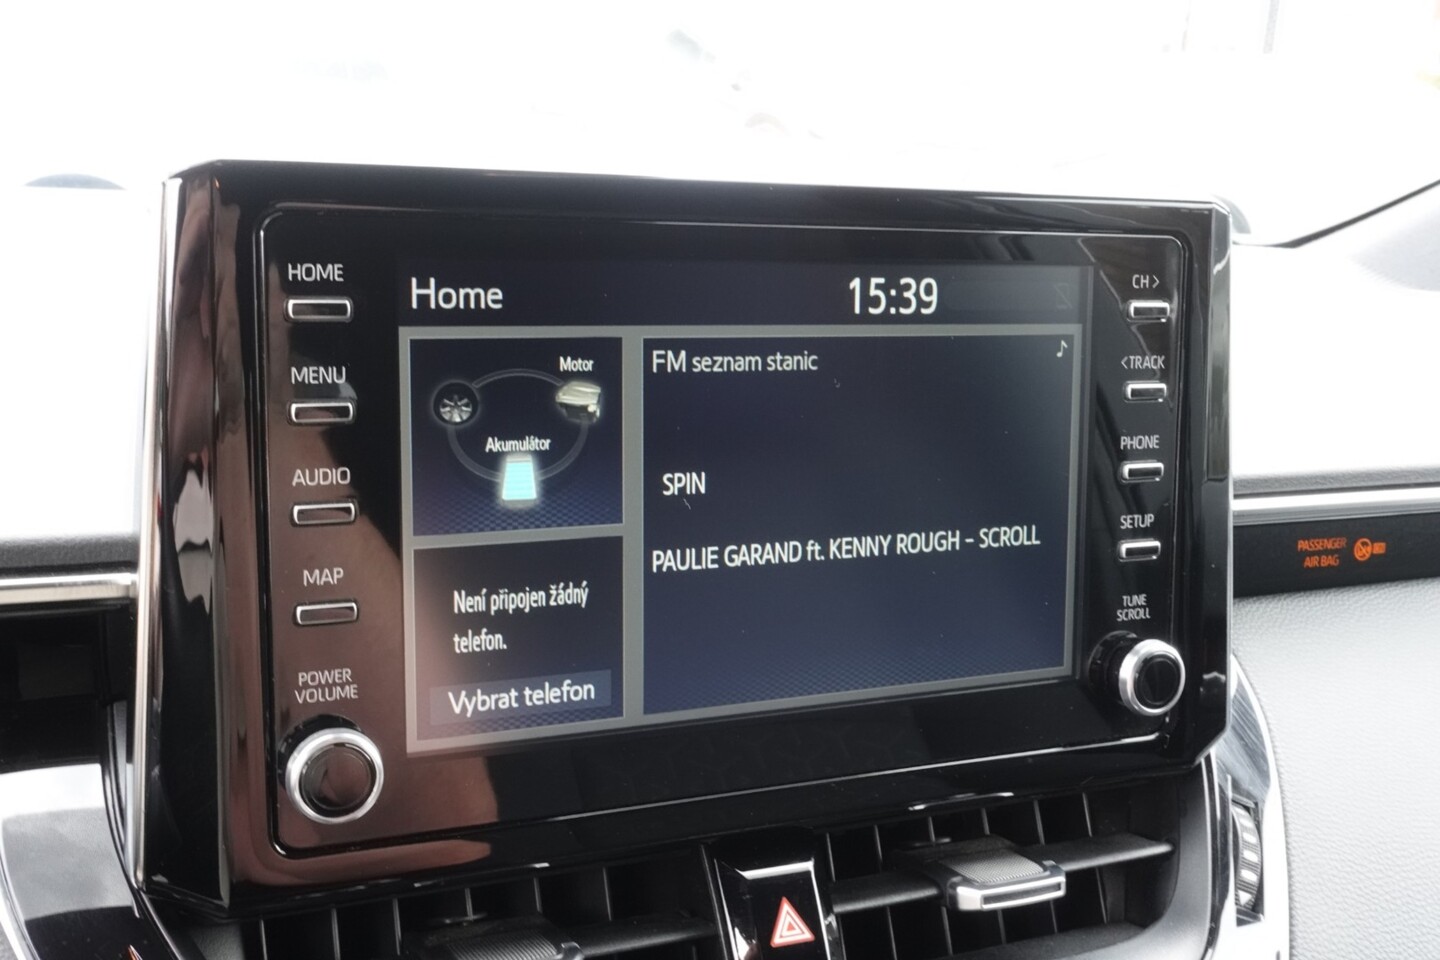 HOME
MENU
AUDIO
MAP
POWER
VOLUME
Home
15:39
Motor
Akumulátor
Není připojen žádný
telefon.
Vybrat telefon
FM seznam stanic
SPIN
PAULIE GARAND ft. KENNY ROUGH - SCROLL
CH >
< TRACK
PHONE
SETUP
TUNE
SCROLL
PASSENGER
AIR BAG